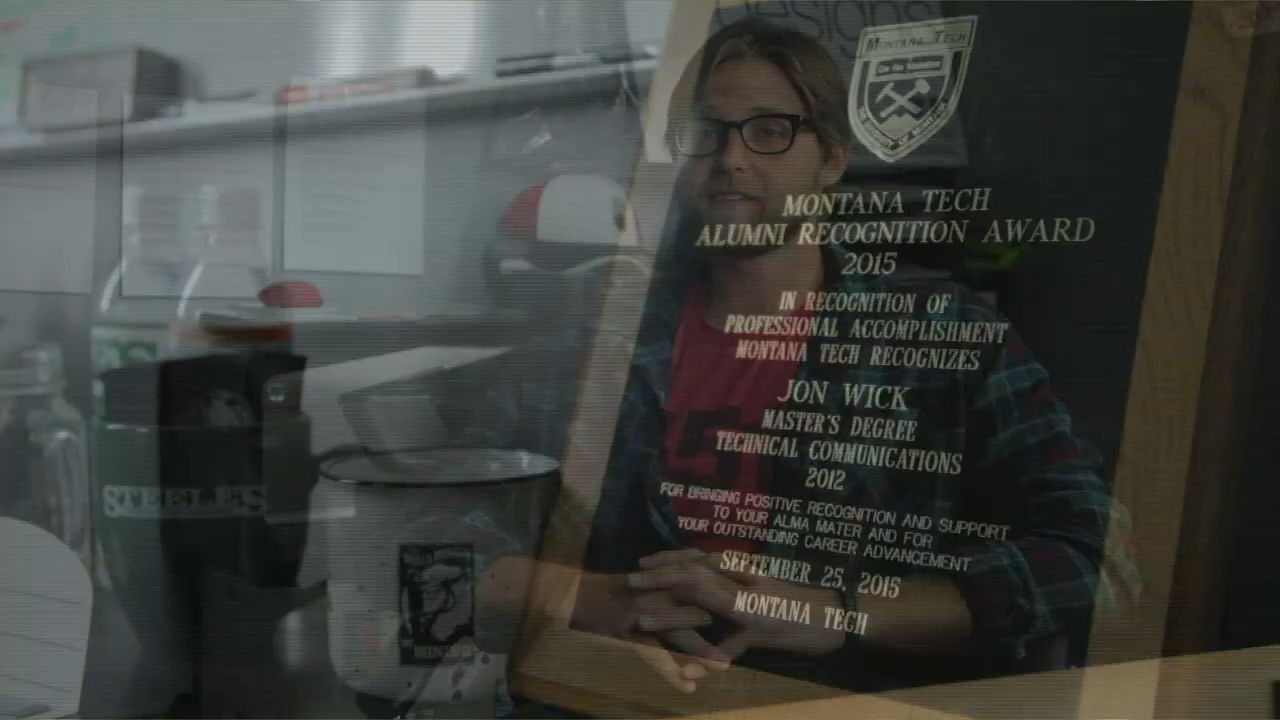 Designs
MONTANA TECH
MONTANA TECH
ALUMNI RECOGNITION AWARD
2015
IN RECOGNITION OF
PROFESSIONAL ACCOMPLISHMENT
MONTANA TECH RECOGNIZES
JON WICK
MASTER'S DEGREE
TECHNICAL COMMUNICATIONS
2012
FOR BRINGING POSITIVE RECOGNITION AND SUPPORT
TO YOUR ALMA MATER AND FOR
YOUR OUTSTANDING CAREER ADVANCEMENT
SEPTEMBER 25, 2015
MONTANA TECH
STEELE'S